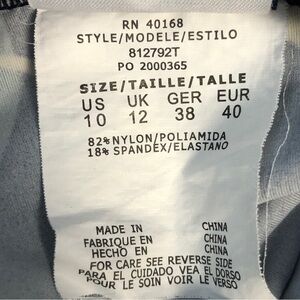 RN 40168
STYLE/MODELE/ESTILO
812792T
PO 2000365
SIZE/TAILLE/TALLE
US UK GER EUR
10 12 38 40
82%NYLON/POLIAMIDA
18%SPANDEX/ELASTANO
MADE IN CHINA
FABRIQUE EN CHINA
HECHO EN CHINA
FOR CARE SEE REVERSE SIDE
PARA EL CUIDADO VEA EL DORSO
POUR LE SOIN VOIR LE VERSO